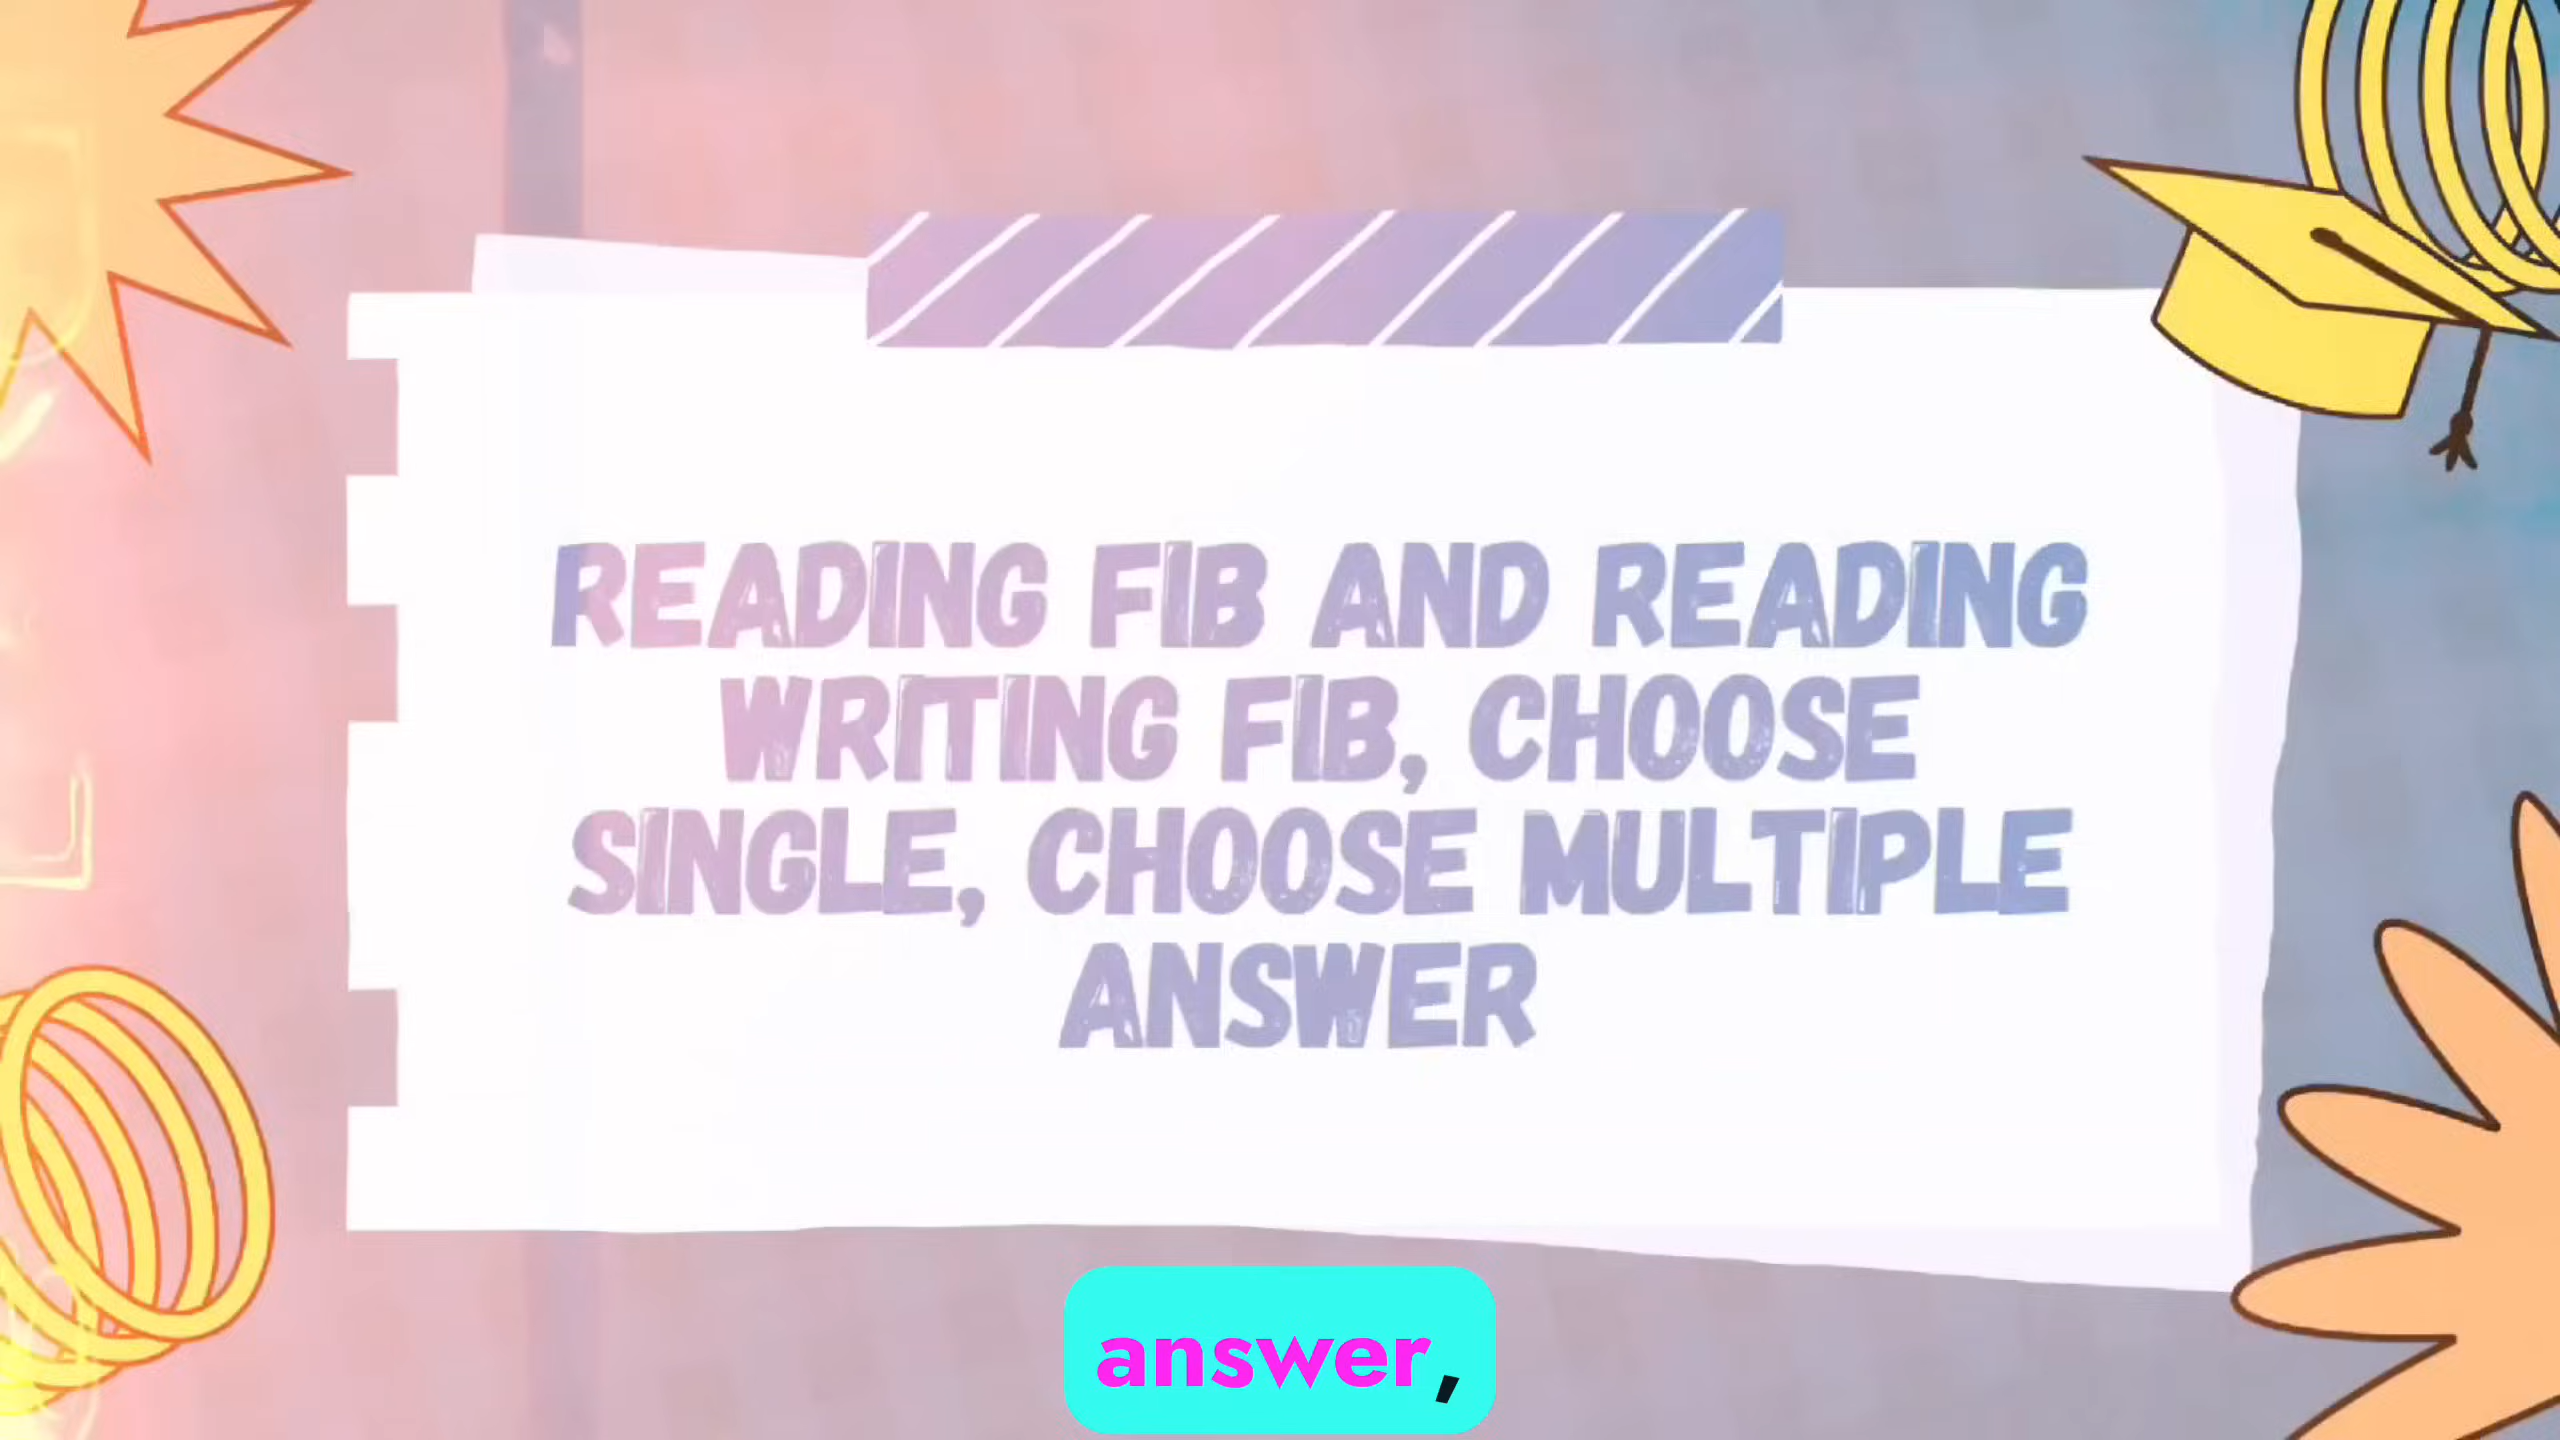 READING FIB AND READING
WRITING FIB, CHOOSE
SINGLE, CHOOSE MULTIPLE
ANSWER
answer,